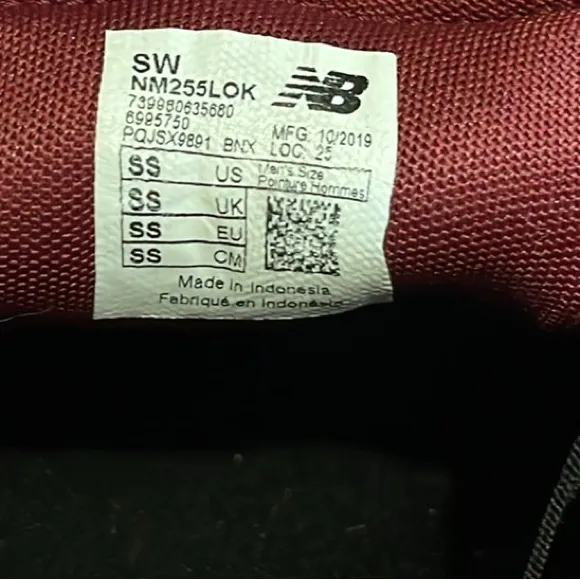 SW
NM255LOK
739980635680
6995750
PQJSX9891 BNX
NB
MFG. 10/2019
LOC. 25
SS US
SS UK
SS EU
SS CM
Men's Size
Pointure Hommes
Made in Indonesia
Fabriqué en Indonésie